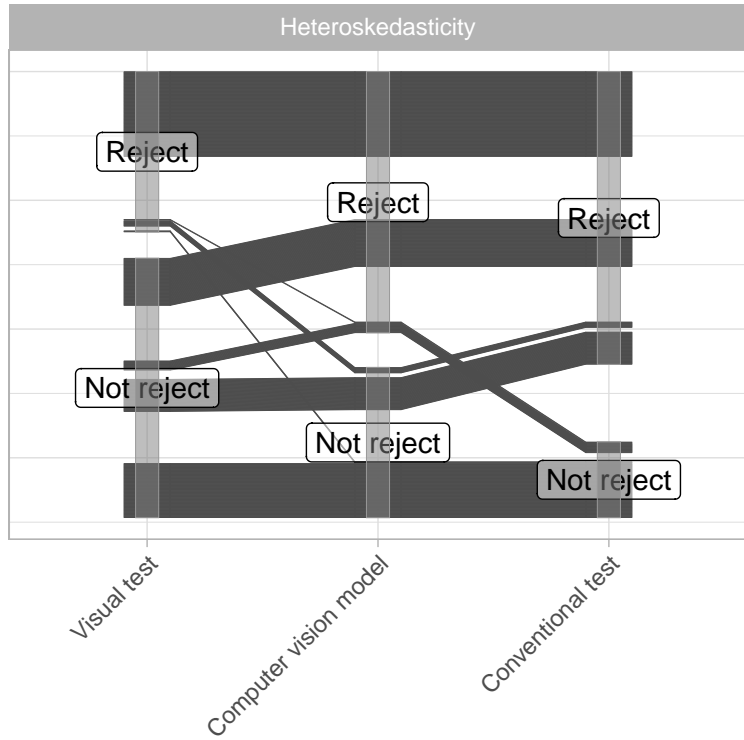 Heteroskedasticity
Reject
Reject
Reject
Not reject
Not reject
Not reject
Visual test
Computer vision model
Conventional test